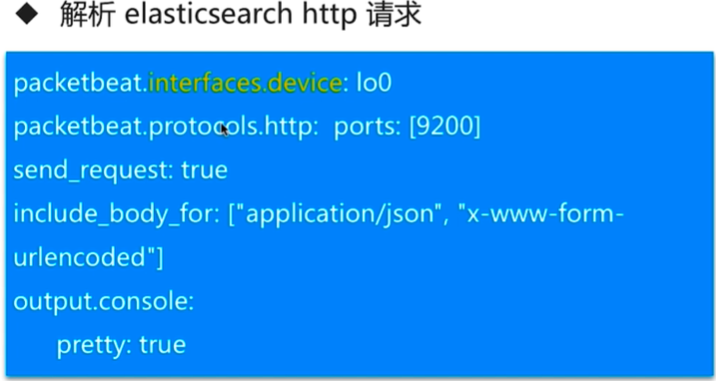 ◆ 解析 elasticsearch http 请求
packetbeat.interfaces.device: lo0
packetbeat.protocols.http:  ports: [9200]
send_request: true
include_body_for: ["application/json", "x-www-form-
urlencoded"]
output.console:
    pretty: true